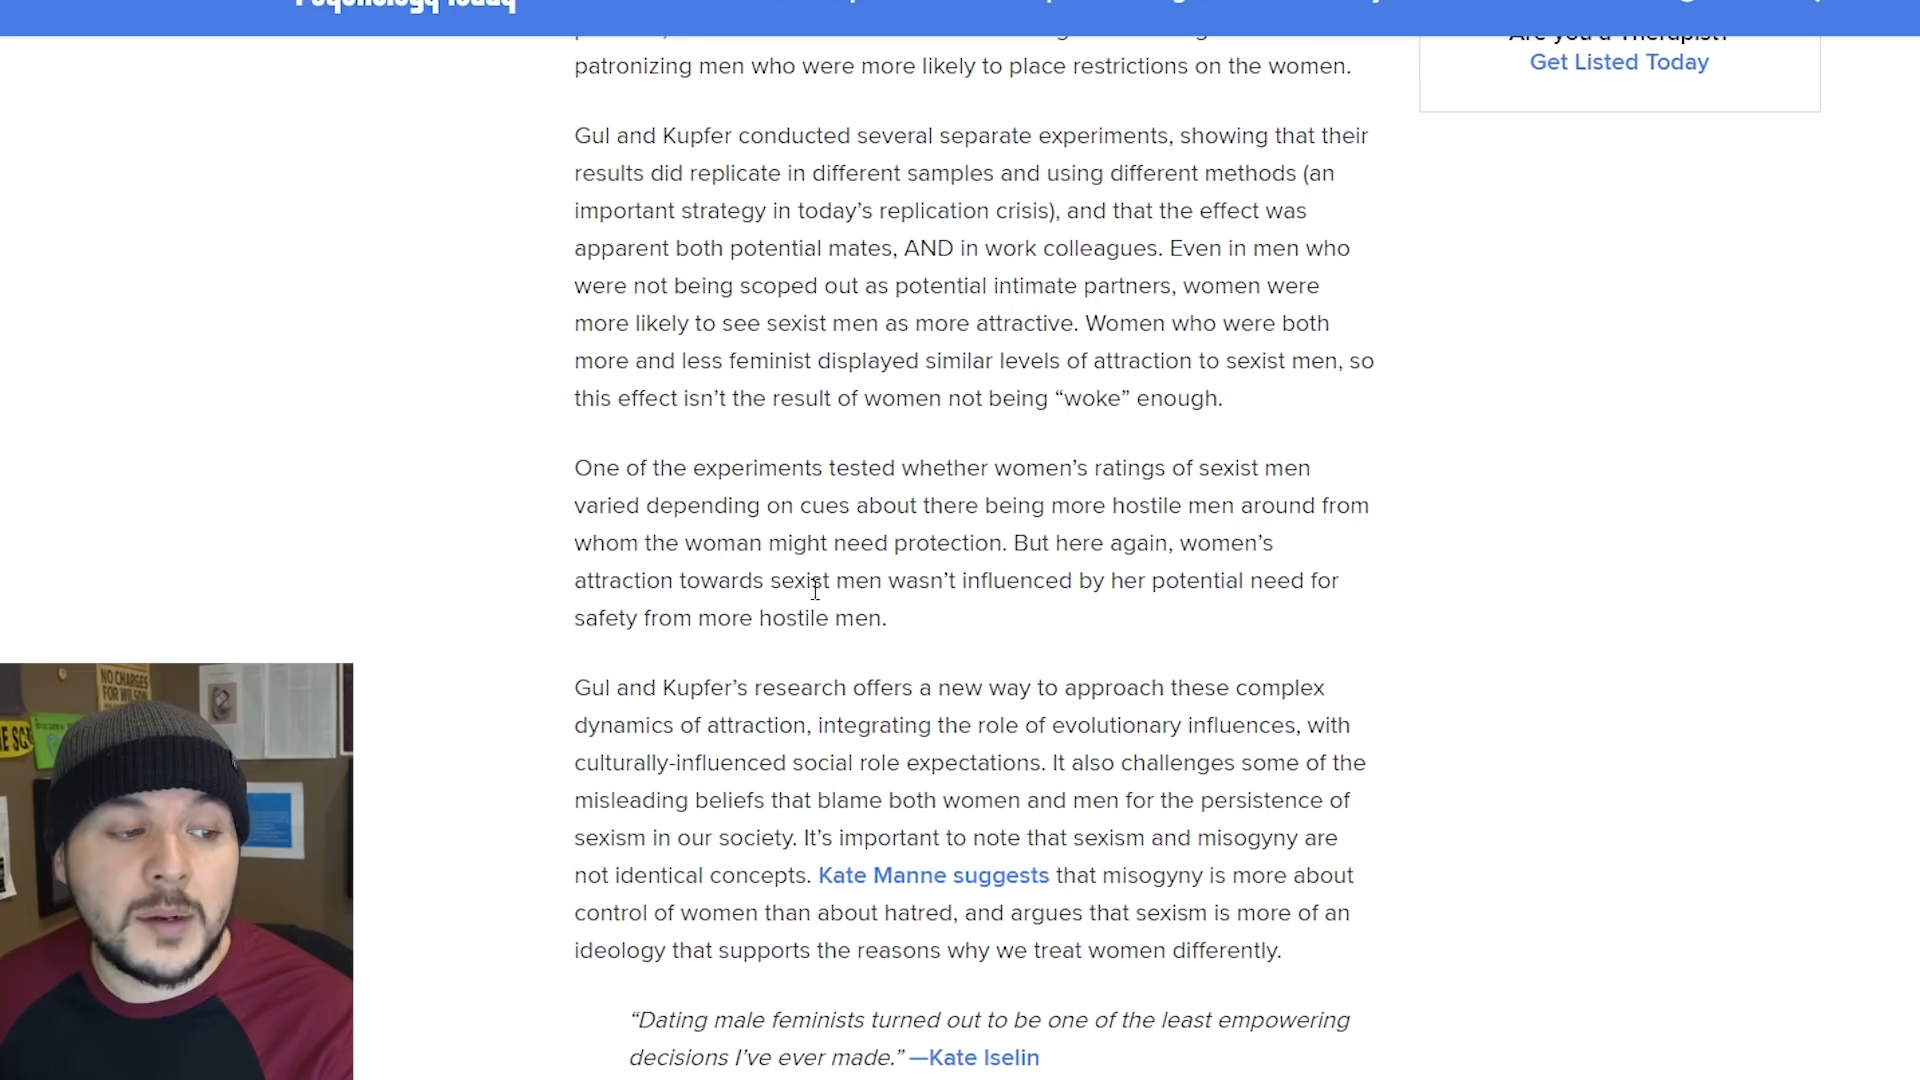 Psychology Today
Are you a Therapist?
Get Listed Today
patronizing men who were more likely to place restrictions on the women.
Gul and Kupfer conducted several separate experiments, showing that their
results did replicate in different samples and using different methods (an
important strategy in today’s replication crisis), and that the effect was
apparent both potential mates, AND in work colleagues. Even in men who
were not being scoped out as potential intimate partners, women were
more likely to see sexist men as more attractive. Women who were both
more and less feminist displayed similar levels of attraction to sexist men, so
this effect isn’t the result of women not being “woke” enough.
One of the experiments tested whether women’s ratings of sexist men
varied depending on cues about there being more hostile men around from
whom the woman might need protection. But here again, women’s
attraction towards sexist men wasn’t influenced by her potential need for
safety from more hostile men.
Gul and Kupfer’s research offers a new way to approach these complex
dynamics of attraction, integrating the role of evolutionary influences, with
culturally-influenced social role expectations. It also challenges some of the
misleading beliefs that blame both women and men for the persistence of
sexism in our society. It’s important to note that sexism and misogyny are
not identical concepts. Kate Manne suggests that misogyny is more about
control of women than about hatred, and argues that sexism is more of an
ideology that supports the reasons why we treat women differently.
“Dating male feminists turned out to be one of the least empowering
decisions I’ve ever made.” —Kate Iselin
NO CHARGES
FOR